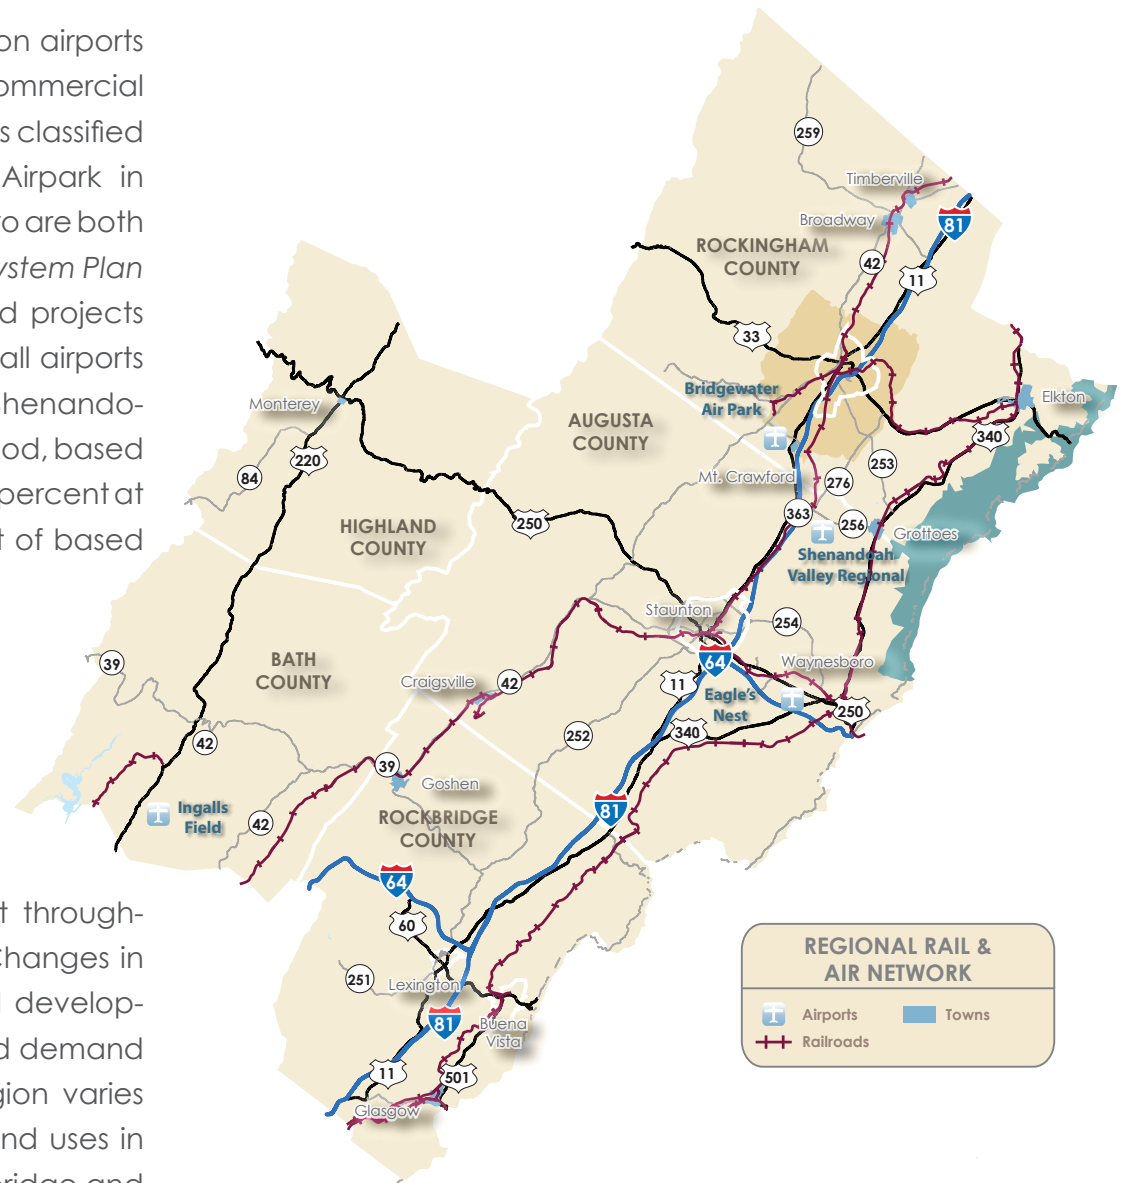 on airports
ommercial
s classified
Airpark in
to are both
ystem Plan
d projects
all airports
Shenando-
od, based
percent at
t of based
t through-
Changes in
l develop-
d demand
gion varies
nd uses in
bridge and
259
Timberville
Broadway
81
ROCKINGHAM
COUNTY
42
11
33
Bridgewater
Air Park
Elkton
Monterey
AUGUSTA
COUNTY
340
220
84
Mt. Crawford
253
276
250
363
256
HIGHLAND
COUNTY
Grottoes
Shenandoah
Valley Regional
Staunton
254
39
BATH
COUNTY
64
Waynesboro
Craigsville
42
11
Eagle's
Nest
250
42
252
340
39
Goshen
Ingalls
Field
42
ROCKBRIDGE
COUNTY
81
64
60
251
Lexington
81
Buena
Vista
11
501
Glasgow
REGIONAL RAIL &
AIR NETWORK
Airports
Towns
Railroads